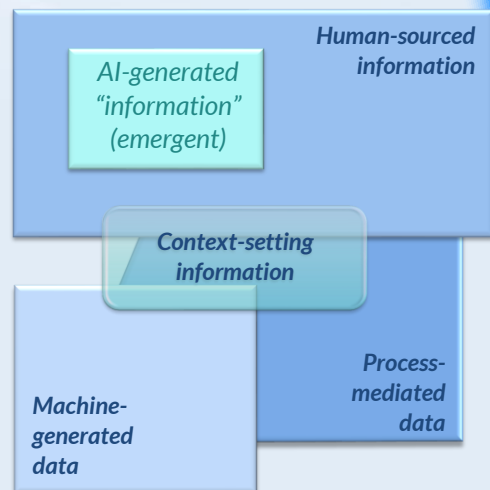 Human-sourced
information
AI-generated
“information”
(emergent)
Context-setting
information
Process-
mediated
data
Machine-
generated
data